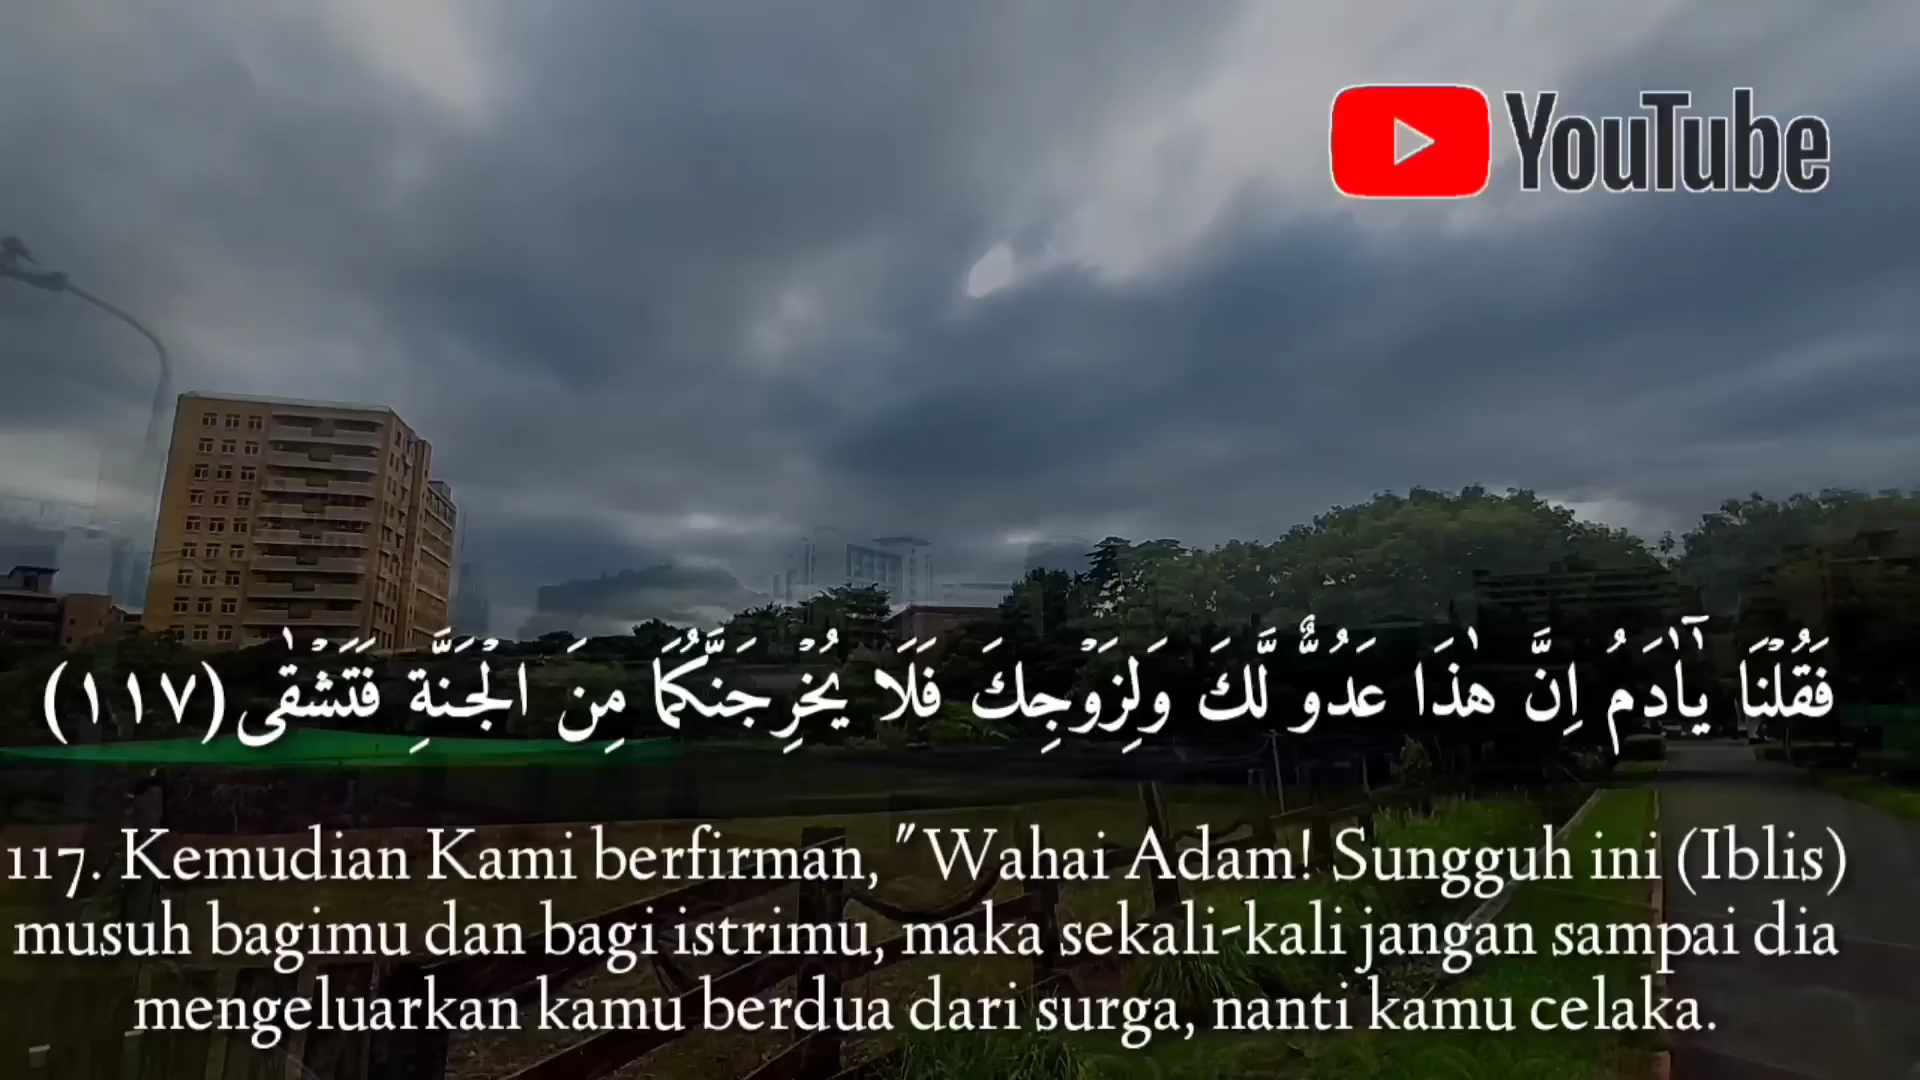 YouTube
فَقُلْنَا يٰٓاٰدَمُ اِنَّ هٰذَا عَدُوٌّ لَّكَ وَلِزَوْجِكَ فَلَا يُخْرِجَنَّكُمَا مِنَ الْجَنَّةِ فَتَشْقٰى (١١٧)
117. Kemudian Kami berfirman, "Wahai Adam! Sungguh ini (Iblis)
musuh bagimu dan bagi istrimu, maka sekali-kali jangan sampai dia
mengeluarkan kamu berdua dari surga, nanti kamu celaka.